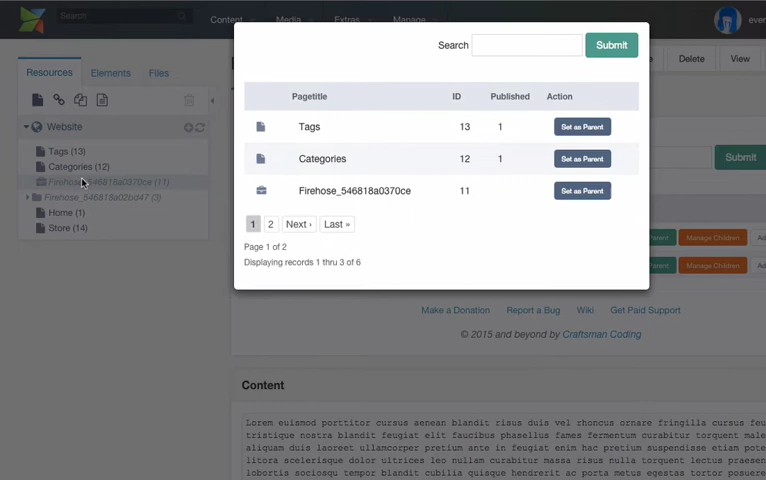 Search
Content
Media
Extras
Manage
ever
Search
Submit
Resources
Elements
Files
Delete
View
Pagetitle ID Published Action
Website
Tags 13 1 Set as Parent
Tags (13)
Categories 12 1 Set as Parent
Submit
Categories (12)
Firehose_546818a0370ce (11)
Firehose_546818a0370ce 11 Set as Parent
Firehose_546818a02bd47 (3)
Home (1)
Store (14)
1 2 Next › Last »
Page 1 of 2
Displaying records 1 thru 3 of 6
Parent Manage Children Ad
Parent Manage Children Ad
Make a Donation Report a Bug Wiki Get Paid Support
© 2015 and beyond by Craftsman Coding
Content
Lorem euismod porttitor cursus aenean blandit risus duis vel rhoncus ornare fringilla cursus feu
tristique nostra blandit feugiat elit faucibus phasellus fames fermentum curabitur torquent male
aliquam duis laoreet ullamcorper pretium ante in feugiat enim hac pretium suspendisse etiam pote
litora scelerisque dolor ultrices leo nullam curabitur massa risus nulla torquent lectus praesen
lobortis sociosqu tempor blandit cubilia quisque hendrerit ac porta metus egestas tortor